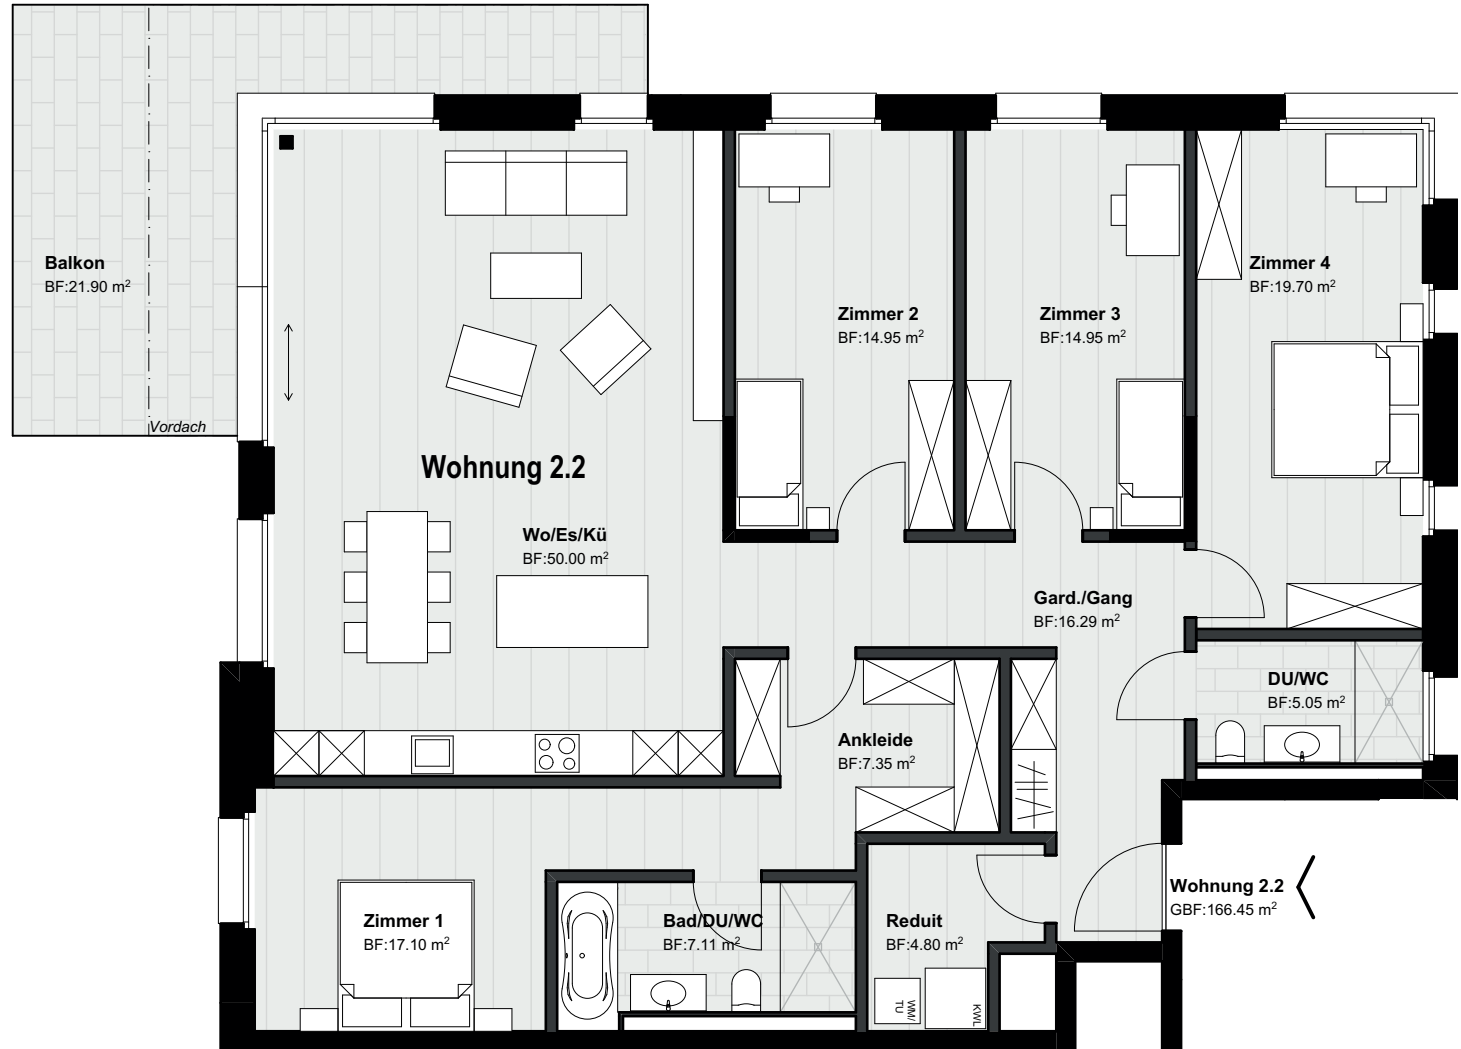 Balkon
BF:21.90 m²
Vordach
Wohnung 2.2
Wo/Es/Kü
BF:50.00 m²
Zimmer 2
BF:14.95 m²
Zimmer 3
BF:14.95 m²
Zimmer 4
BF:19.70 m²
Gard./Gang
BF:16.29 m²
DU/WC
BF:5.05 m²
Ankleide
BF:7.35 m²
Zimmer 1
BF:17.10 m²
Bad/DU/WC
BF:7.11 m²
Reduit
BF:4.80 m²
WM/
TU
KWL
Wohnung 2.2
GBF:166.45 m²